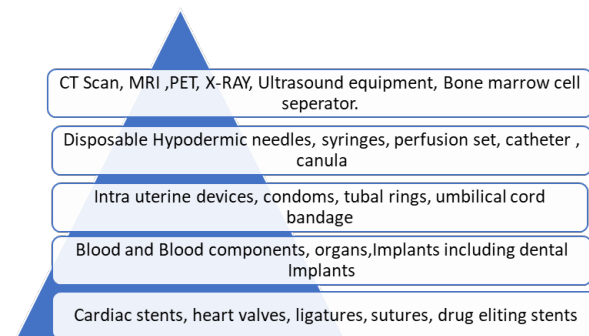 CT Scan, MRI ,PET, X-RAY, Ultrasound equipment, Bone marrow cell
seperator.
Disposable Hypodermic needles, syringes, perfusion set, catheter ,
canula
Intra uterine devices, condoms, tubal rings, umbilical cord
bandage
Blood and Blood components, organs,Implants including dental
Implants
Cardiac stents, heart valves, ligatures, sutures, drug eliting stents